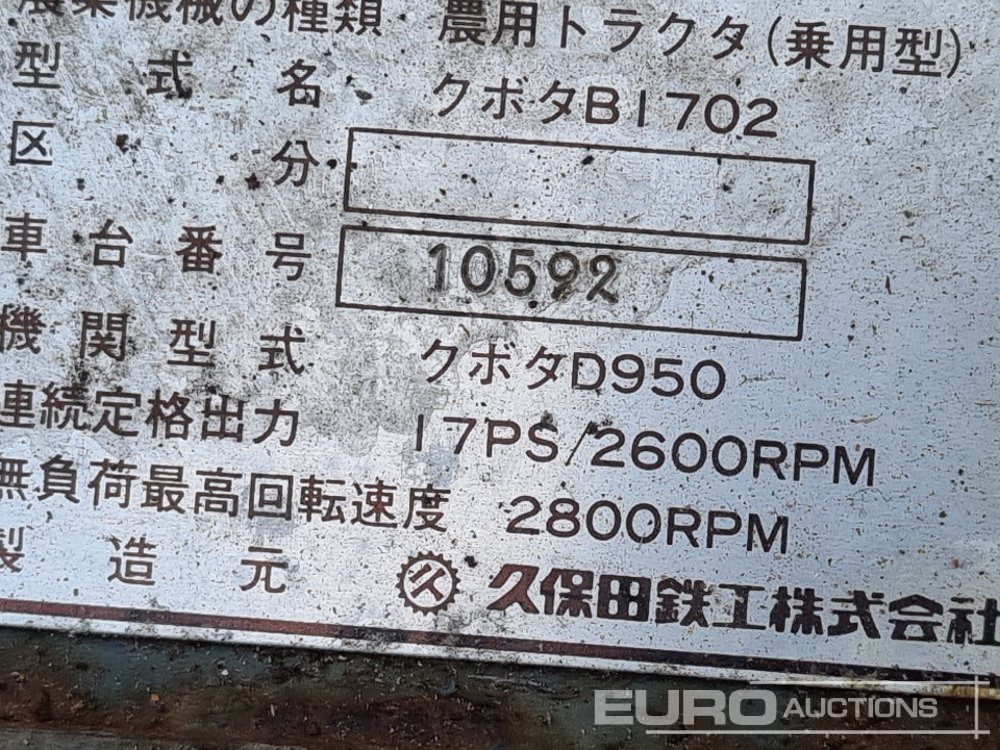 農業機械の種類 農用トラクタ(乗用型)
型式名 クボタB1702
区分
車台番号 10592
機関型式 クボタD950
連続定格出力 17PS/2600RPM
無負荷最高回転速度 2800RPM
製造元 久保田鉄工株式会社
EURO AUCTIONS